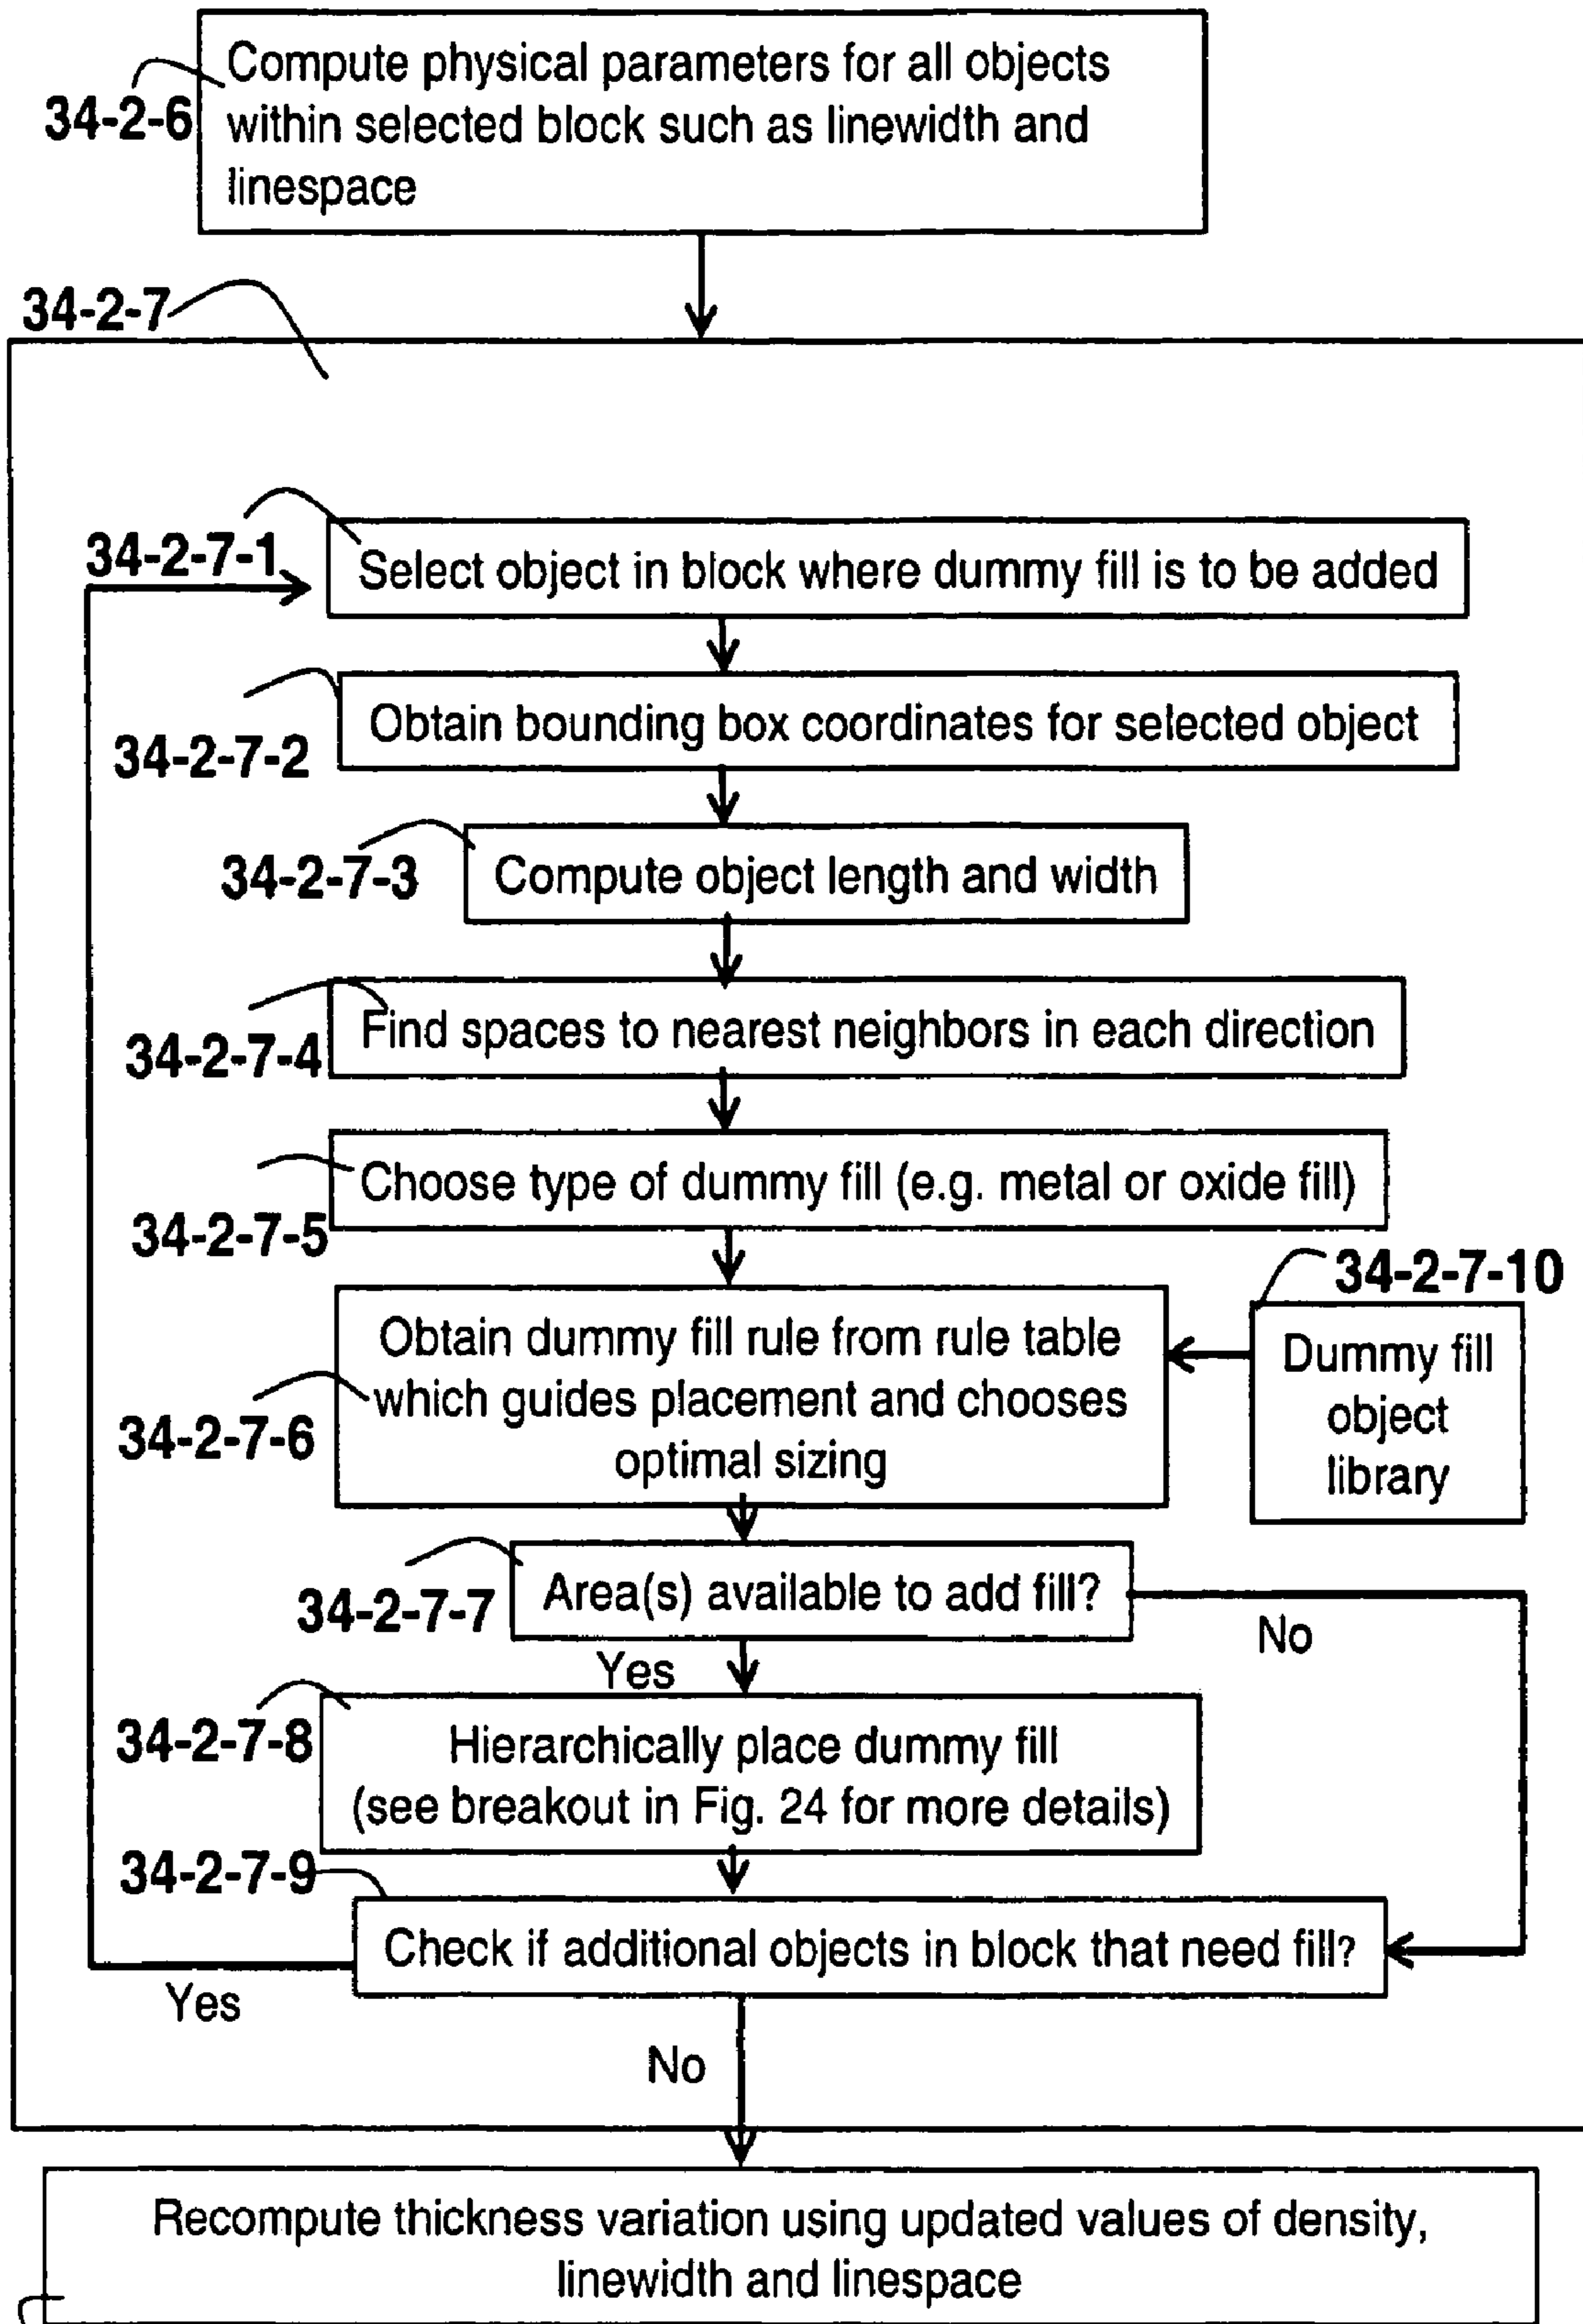 Compute physical parameters for all objects
34-2-6
within selected block such as linewidth and
linespace
34-2-7
34-2-7-1
Select object in block where dummy fill is to be added
Obtain bounding box coordinates for selected object
34-2-7-2
34-2-7-3
Compute object length and width
Find spaces to nearest neighbors in each direction
34-2-7-4
Choose type of dummy fill (e.g. metal or oxide fill)
34-2-7-5
34-2-7-10
Obtain dummy fill rule from rule table
which guides placement and chooses
optimal sizing
34-2-7-6
Dummy fill
object
library
34-2-7-7
Area(s) available to add fill?
No
Yes
34-2-7-8
Hierarchically place dummy fill
(see breakout in Fig. 24 for more details)
34-2-7-9
Check if additional objects in block that need fill?
Yes
No
Recompute thickness variation using updated values of density,
linewidth and linespace